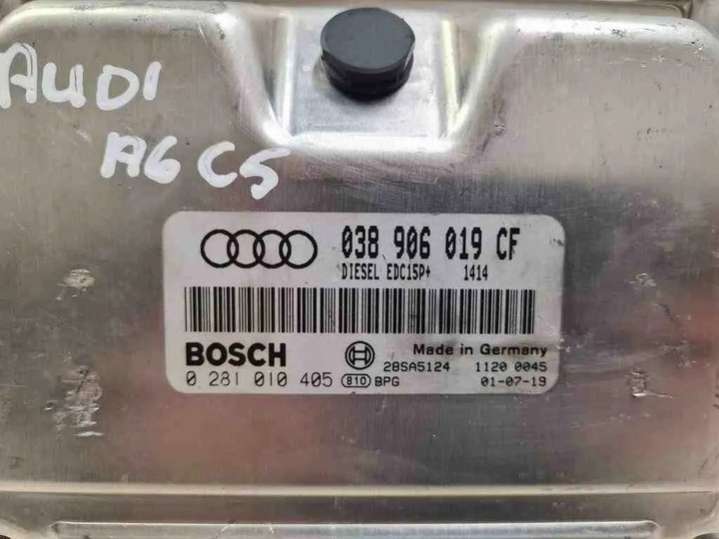 AUDI
A6 C5
038 906 019 CF
DIESEL EDC15P+ 1414
BOSCH Made in Germany
28SA5124 1120 0045
0 281 010 405 810 BPG 01-07-19